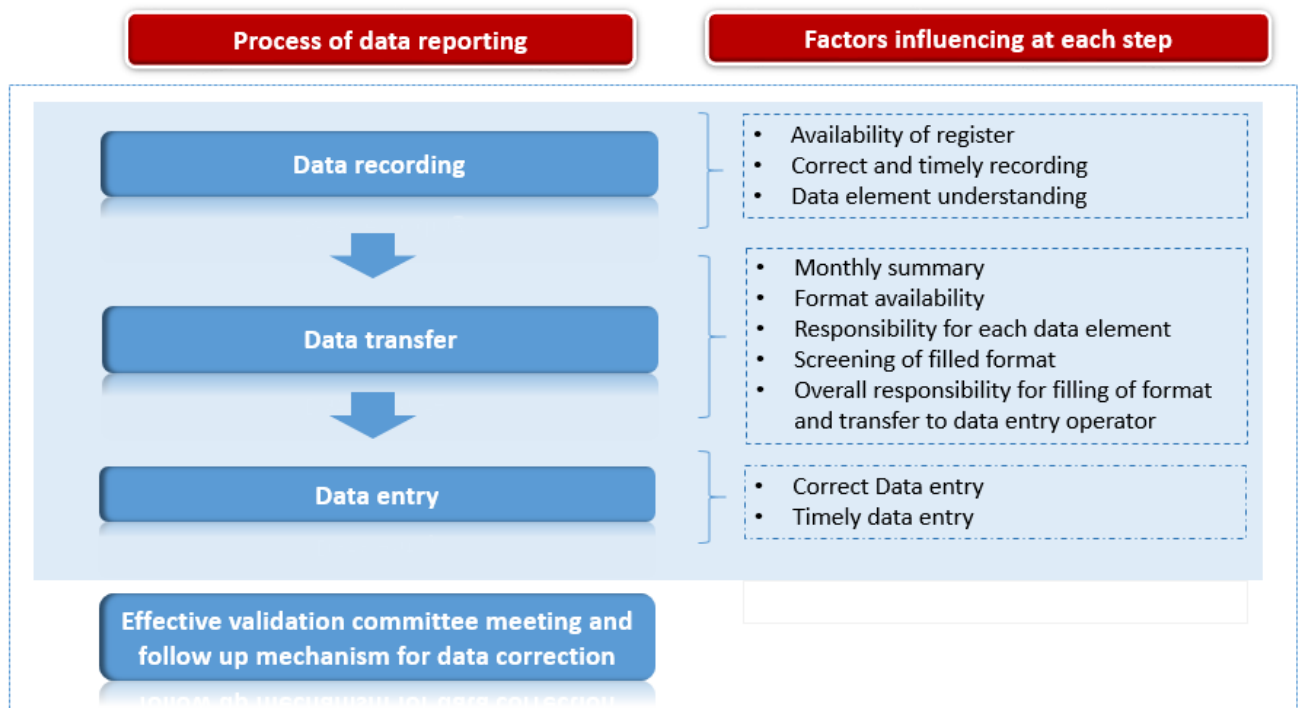 Process of data reporting
Factors influencing at each step
Data recording
• Availability of register
• Correct and timely recording
• Data element understanding
Data transfer
• Monthly summary
• Format availability
• Responsibility for each data element
• Screening of filled format
• Overall responsibility for filling of format
and transfer to data entry operator
Data entry
• Correct Data entry
• Timely data entry
Effective validation committee meeting and
follow up mechanism for data correction